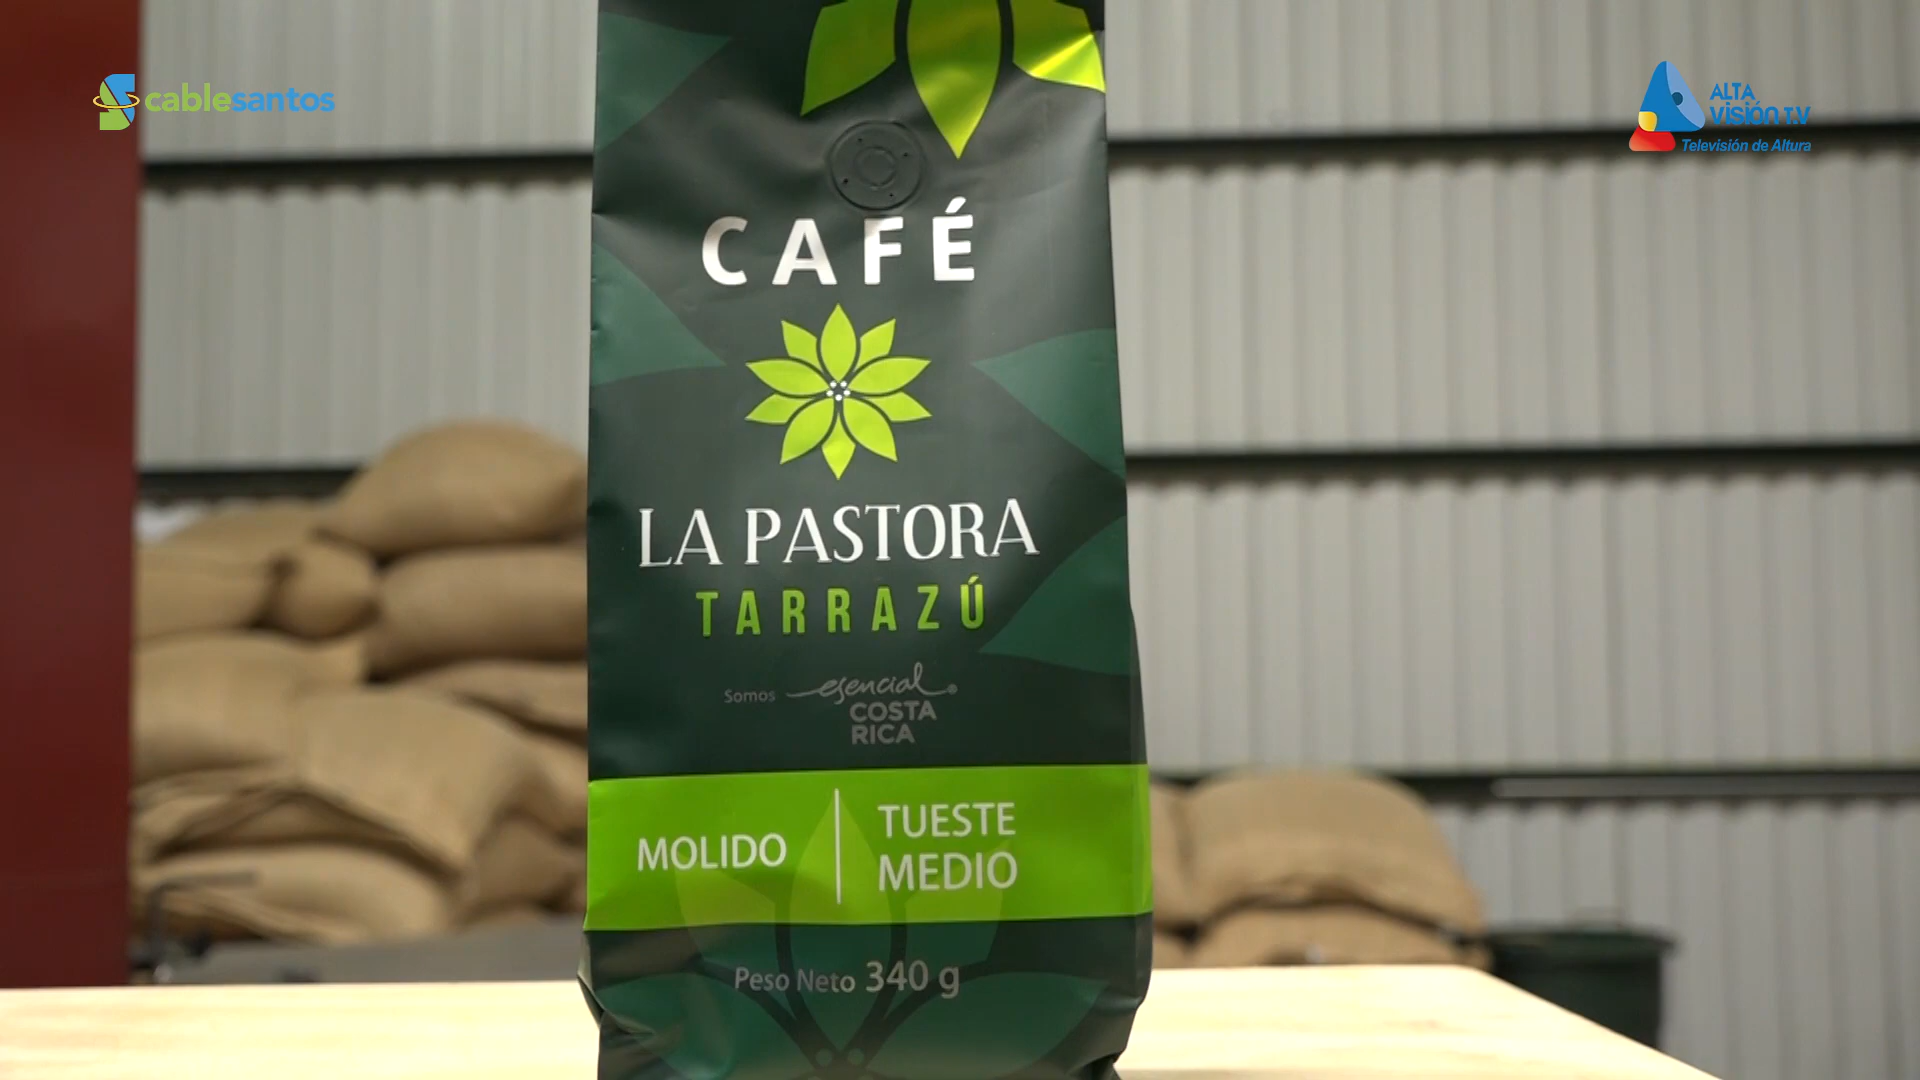 cablesantos
ALTA
VISIÓN T.V
Televisión de Altura
CAFÉ
LA PASTORA
TARRAZÚ
Somos esencial
COSTA
RICA
MOLIDO
TUESTE
MEDIO
Peso Neto 340 g